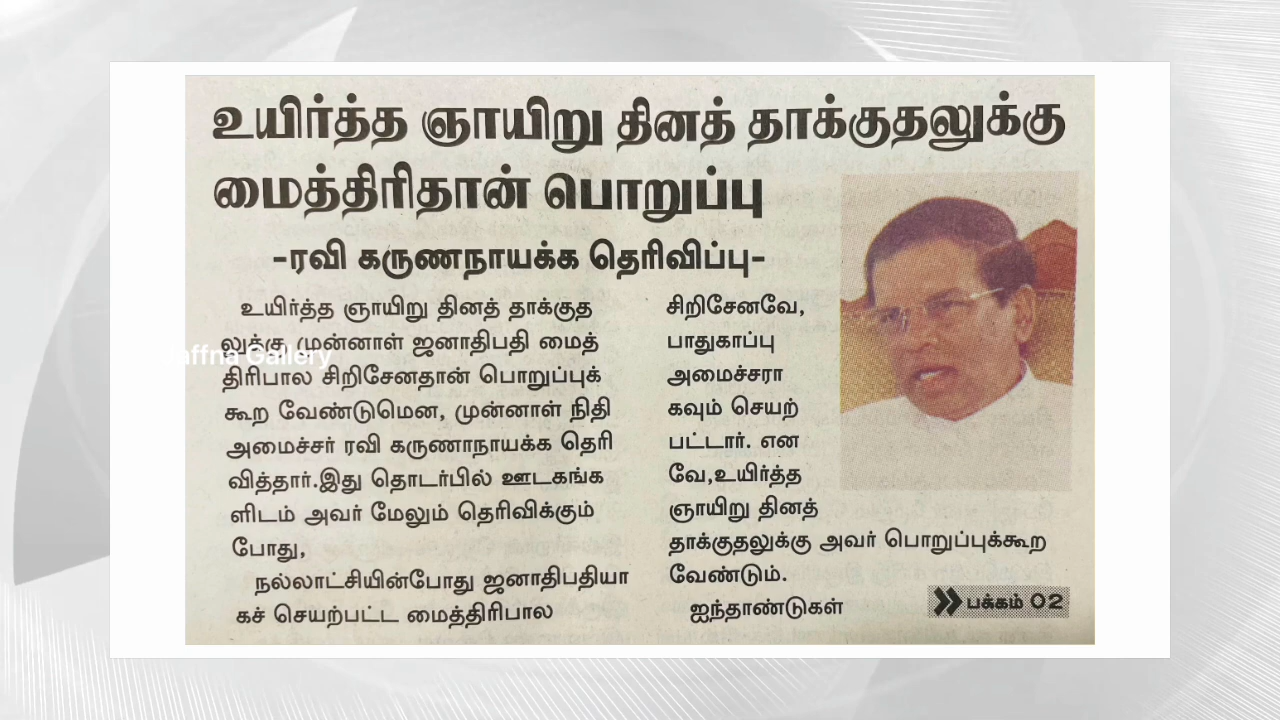 உயிர்த்த ஞாயிறு தினத் தாக்குதலுக்கு
மைத்திரிதான் பொறுப்பு
-ரவி கருணநாயக்க தெரிவிப்பு-
உயிர்த்த ஞாயிறு தினத் தாக்குத
லுக்கு முன்னாள் ஜனாதிபதி மைத்
திரிபால சிறிசேனதான் பொறுப்புக்
கூற வேண்டுமென, முன்னாள் நிதி
அமைச்சர் ரவி கருணாநாயக்க தெரி
வித்தார்.இது தொடர்பில் ஊடகங்க
ளிடம் அவர் மேலும் தெரிவிக்கும்
போது,
நல்லாட்சியின்போது ஜனாதிபதியா
கச் செயற்பட்ட மைத்திரிபால
சிறிசேனவே,
பாதுகாப்பு
அமைச்சரா
கவும் செயற்
பட்டார். என
வே,உயிர்த்த
ஞாயிறு தினத்
தாக்குதலுக்கு அவர் பொறுப்புக்கூற
வேண்டும்.
ஐந்தாண்டுகள்
பக்கம் 02
Jaffna Gallery